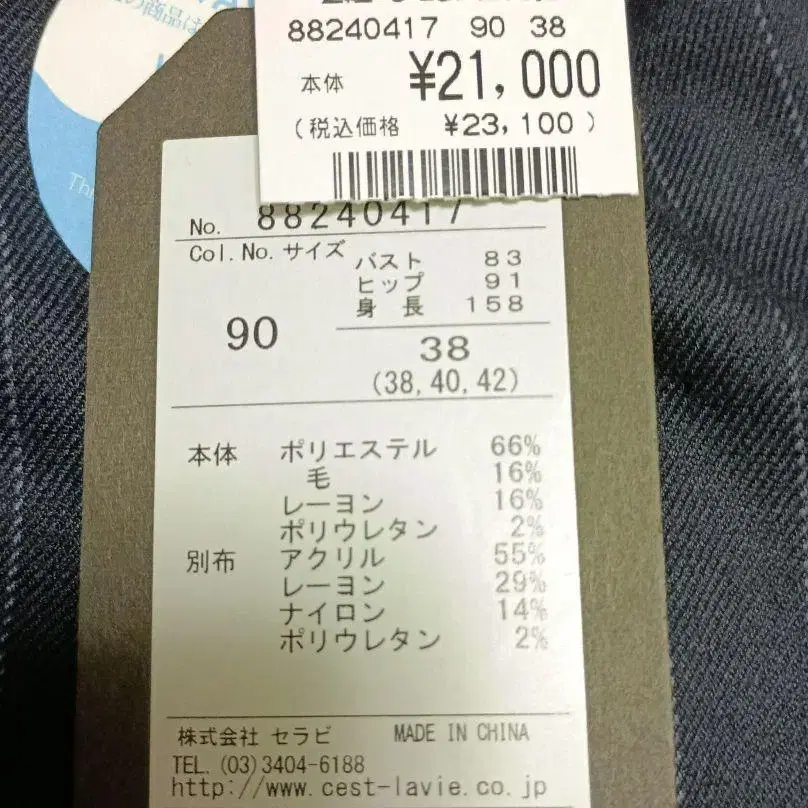 の商品は
88240417 90 38
本体 ¥21,000
(税込価格 ¥23,100)
No. 88240417
Col.No. サイズ
バスト 83
ヒップ 91
身長 158
90
38
(38,40,42)
本体 ポリエステル 66%
毛 16%
レーヨン 16%
ポリウレタン 2%
別布 アクリル 55%
レーヨン 29%
ナイロン 14%
ポリウレタン 2%
株式会社 セラビ MADE IN CHINA
TEL.(03)3404-6188
http://www.cest-lavie.co.jp